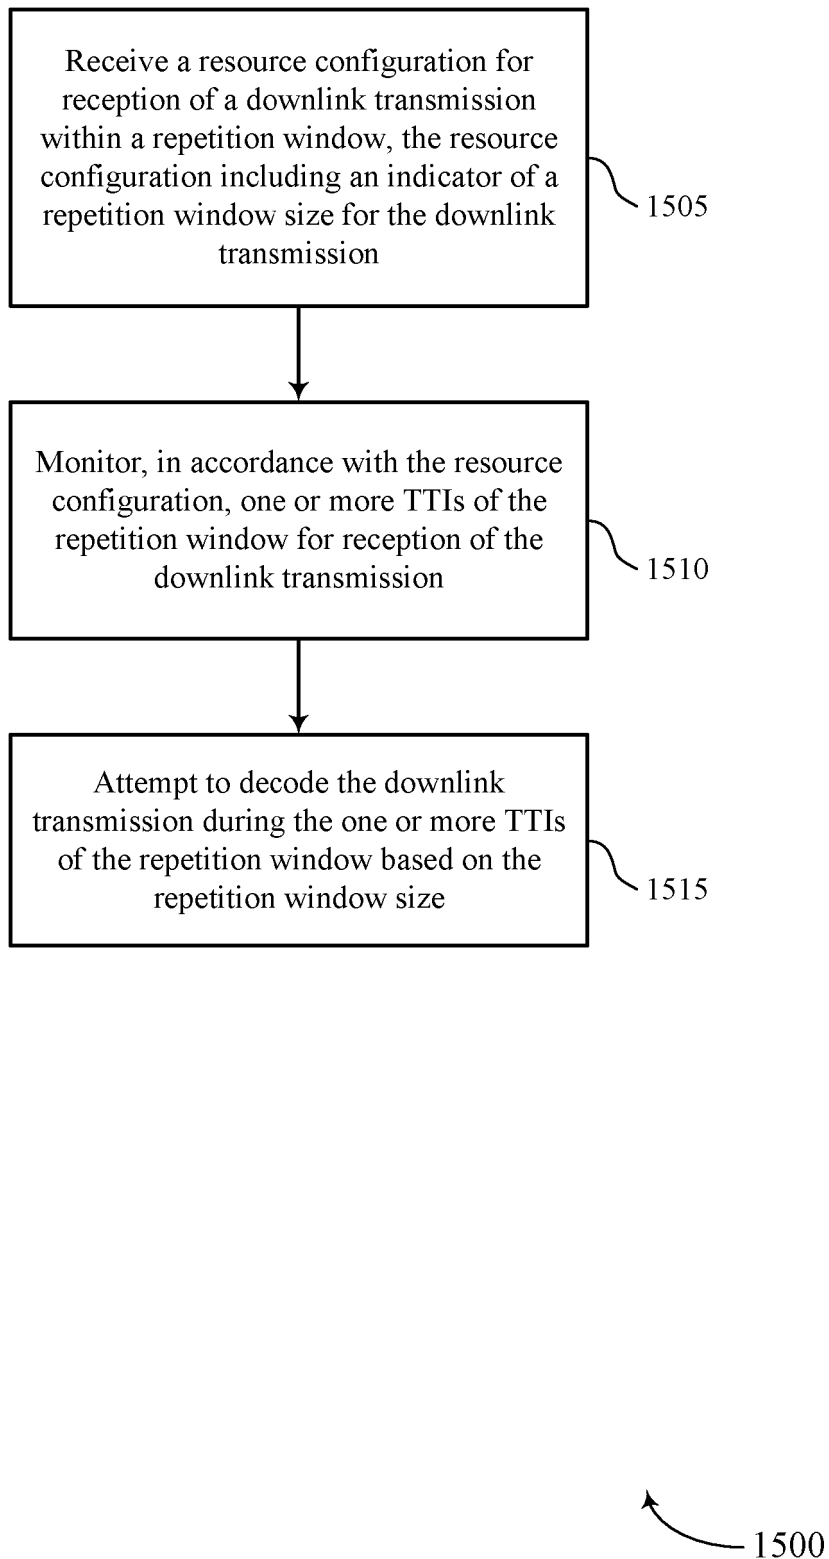 Receive a resource configuration for
reception of a downlink transmission
within a repetition window, the resource
configuration including an indicator of a
repetition window size for the downlink
transmission
1505
Monitor, in accordance with the resource
configuration, one or more TTIs of the
repetition window for reception of the
downlink transmission
1510
Attempt to decode the downlink
transmission during the one or more TTIs
of the repetition window based on the
repetition window size
1515
1500